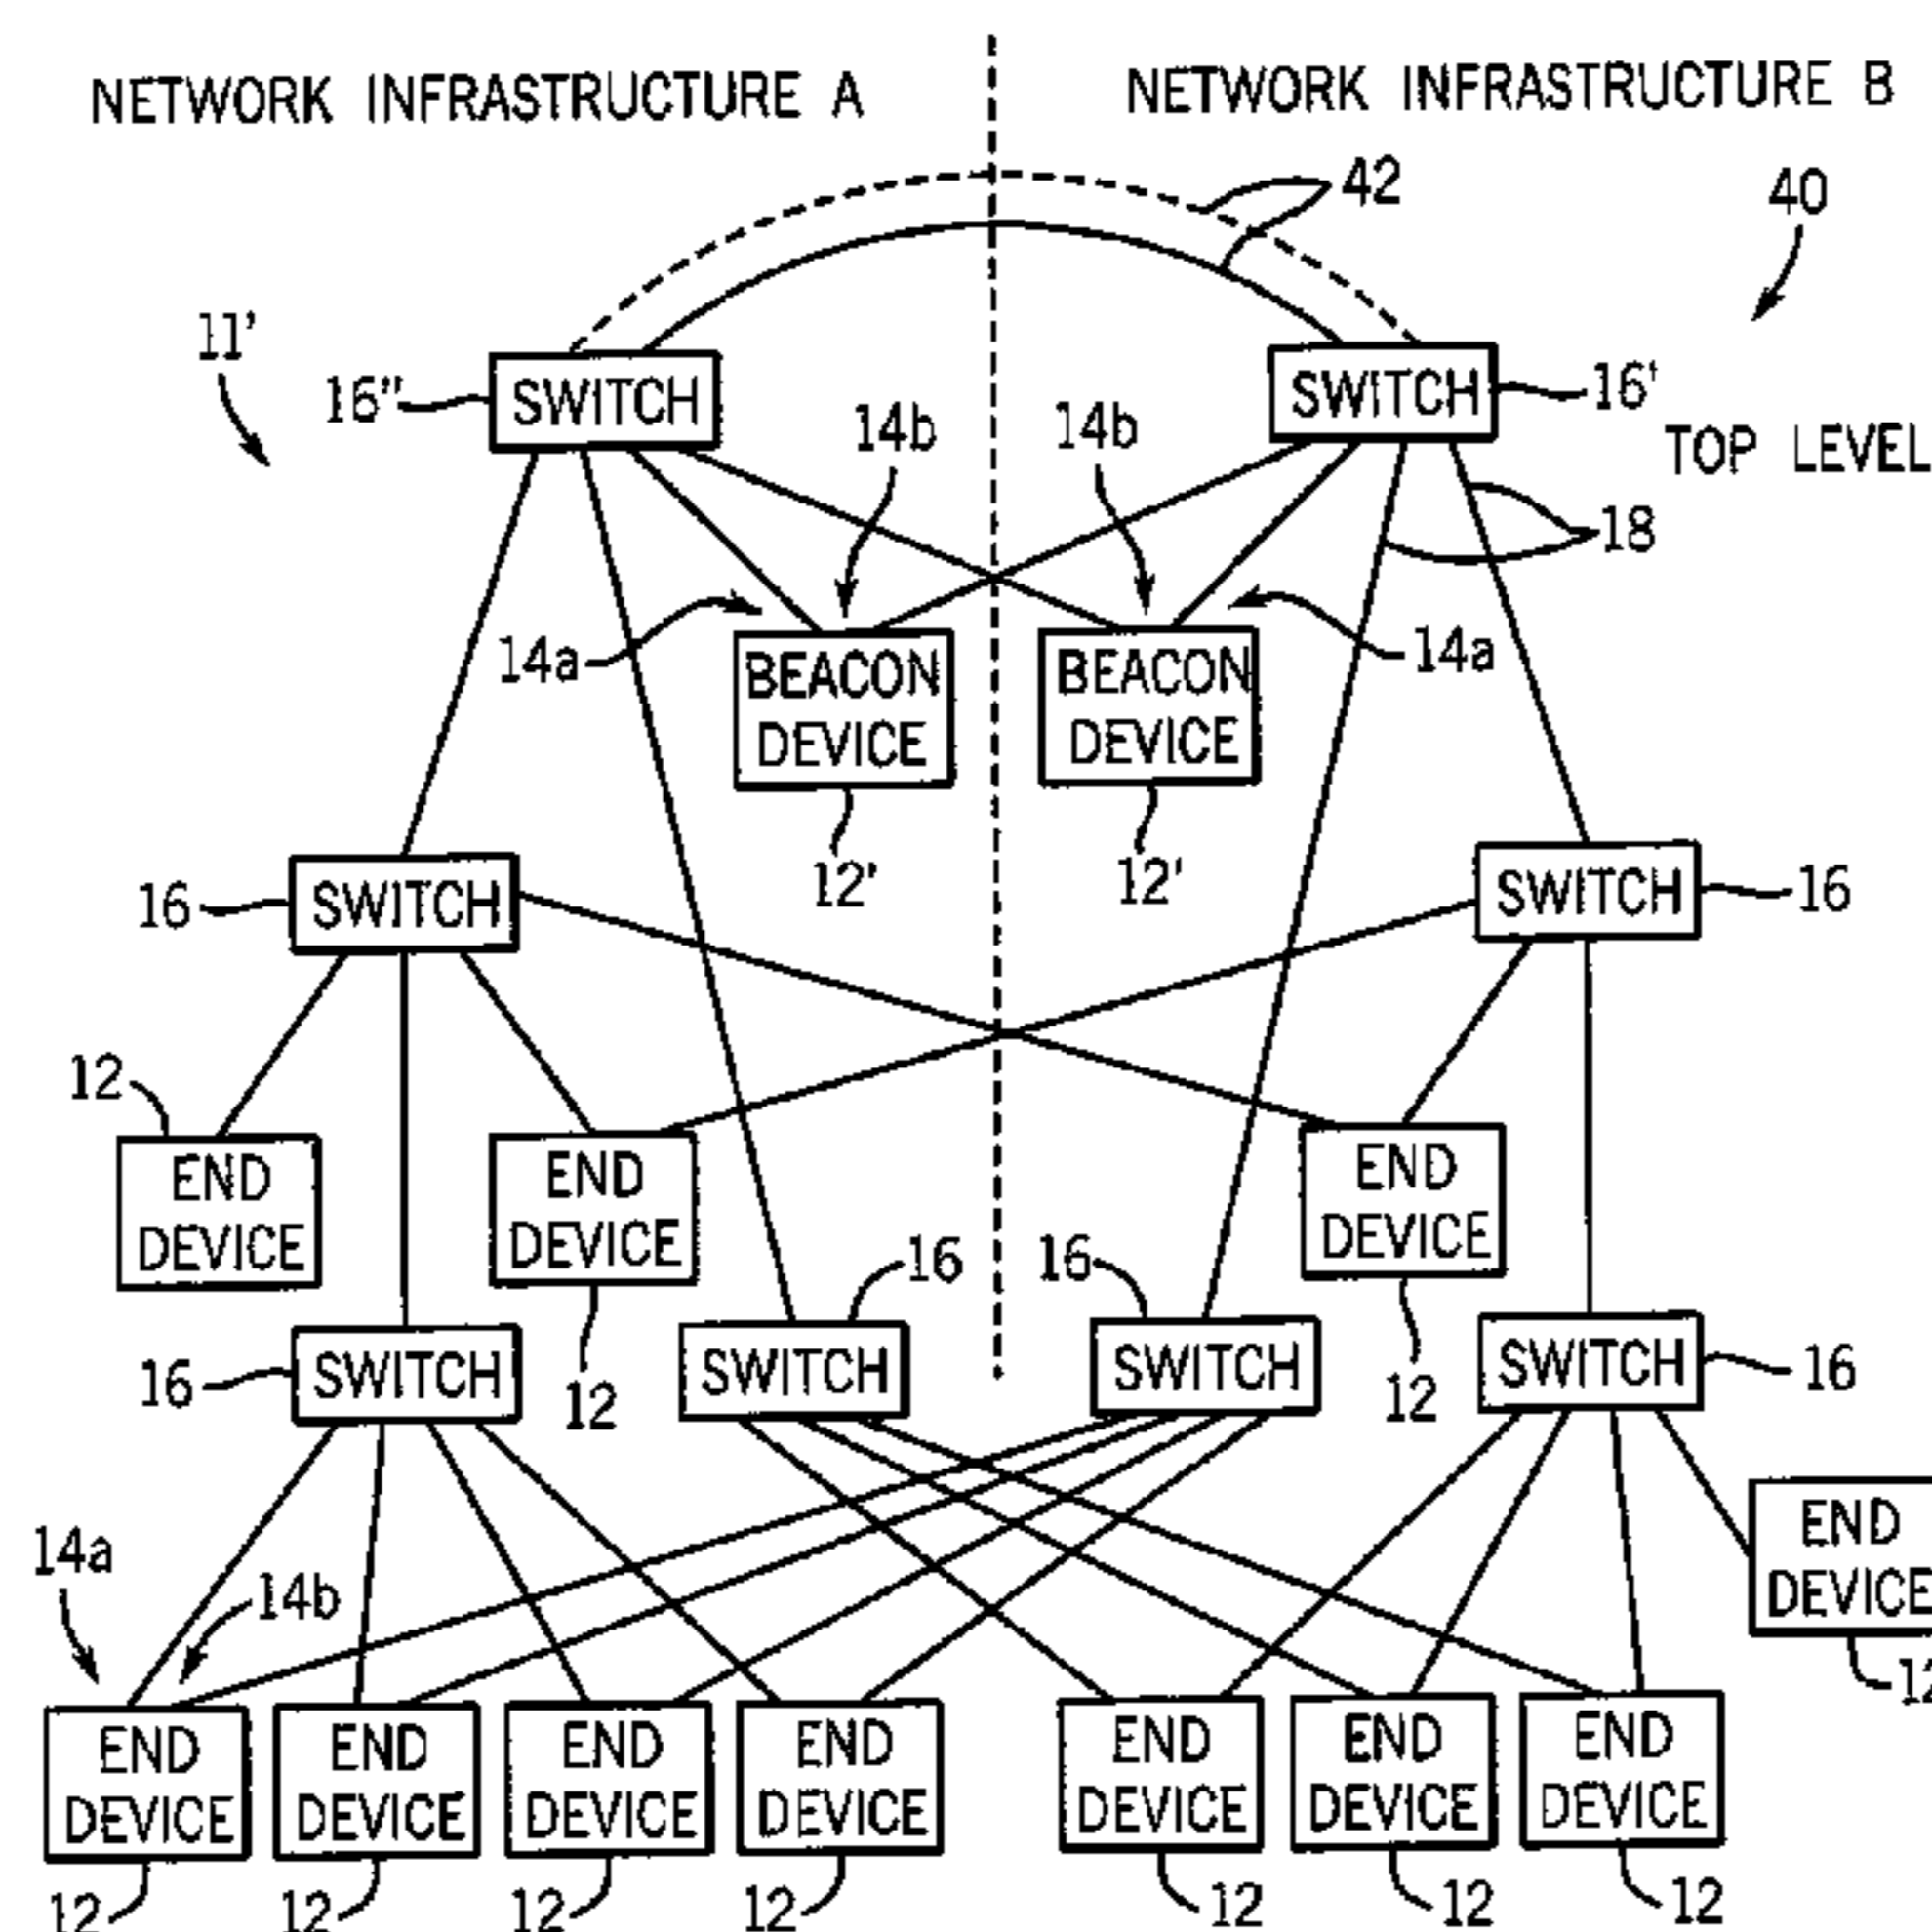 NETWORK INFRASTRUCTURE A
NETWORK INFRASTRUCTURE B
42
40
11'
16"
SWITCH
SWITCH
16'
14b
14b
TOP LEVEL
18
14a
BEACON
DEVICE
BEACON
DEVICE
14a
12'
12'
16
SWITCH
SWITCH
16
12
END
DEVICE
END
DEVICE
END
DEVICE
16
16
16
SWITCH
12
SWITCH
SWITCH
12
SWITCH
16
14a
14b
END
DEVICE
12
END
DEVICE
END
DEVICE
END
DEVICE
END
DEVICE
END
DEVICE
END
DEVICE
END
DEVICE
12
12
12
12
12
12
12